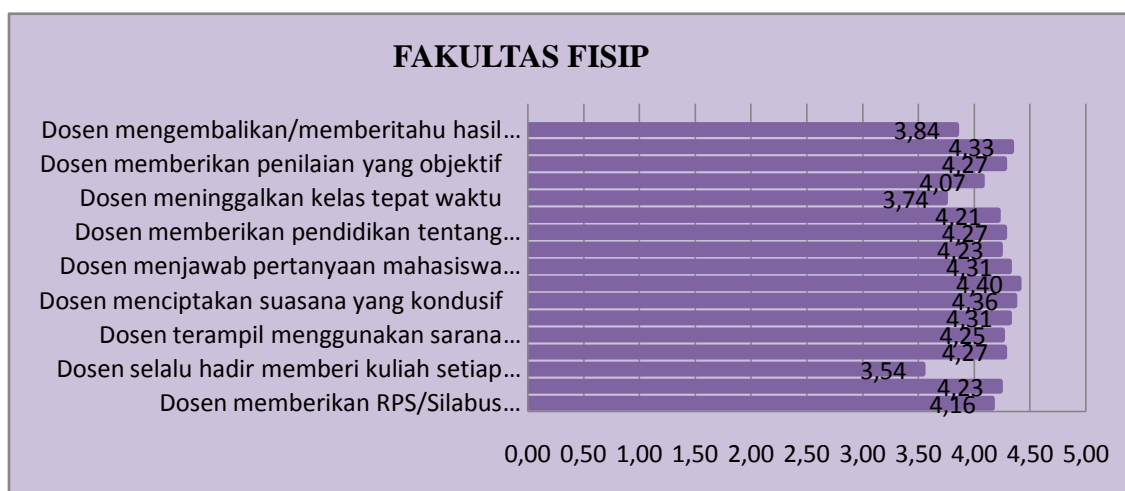 FAKULTAS FISIP
Dosen mengembalikan/memberitahu hasil... 3,84
4,33
Dosen memberikan penilaian yang objektif 4,27
4,07
Dosen meninggalkan kelas tepat waktu 3,74
4,21
Dosen memberikan pendidikan tentang... 4,27
4,23
Dosen menjawab pertanyaan mahasiswa... 4,31
4,40
Dosen menciptakan suasana yang kondusif 4,36
4,31
Dosen terampil menggunakan sarana... 4,25
4,27
Dosen selalu hadir memberi kuliah setiap... 3,54
4,23
Dosen memberikan RPS/Silabus... 4,16
0,00 0,50 1,00 1,50 2,00 2,50 3,00 3,50 4,00 4,50 5,00